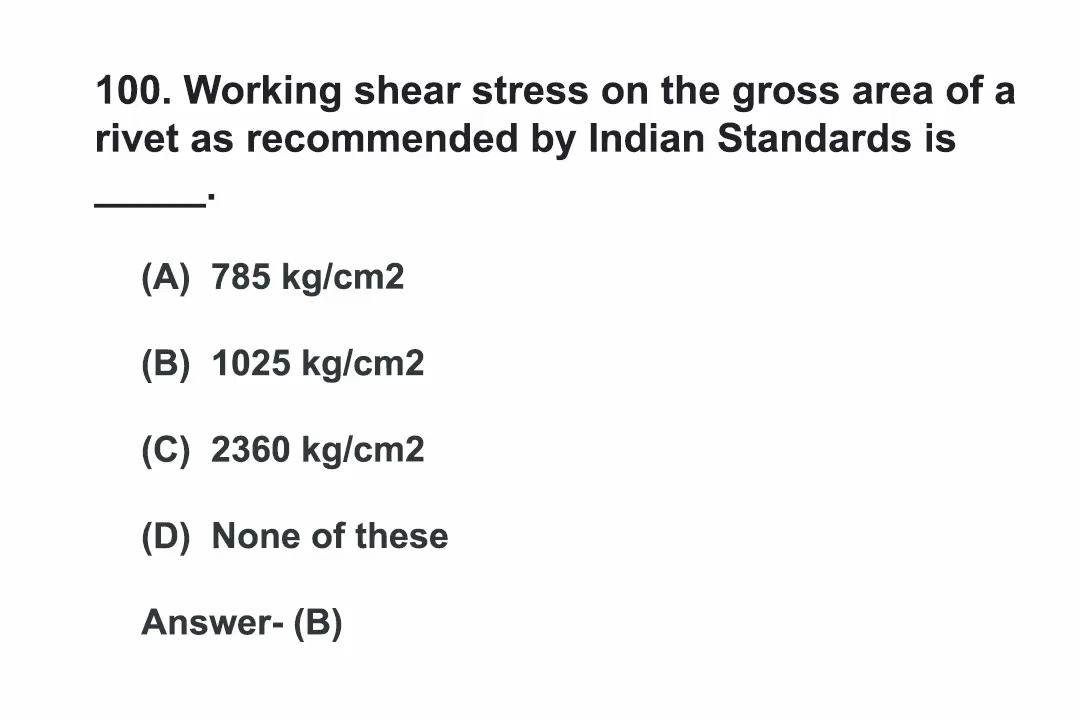 100. Working shear stress on the gross area of a
rivet as recommended by Indian Standards is
_____.
(A) 785 kg/cm2
(B) 1025 kg/cm2
(C) 2360 kg/cm2
(D) None of these
Answer- (B)